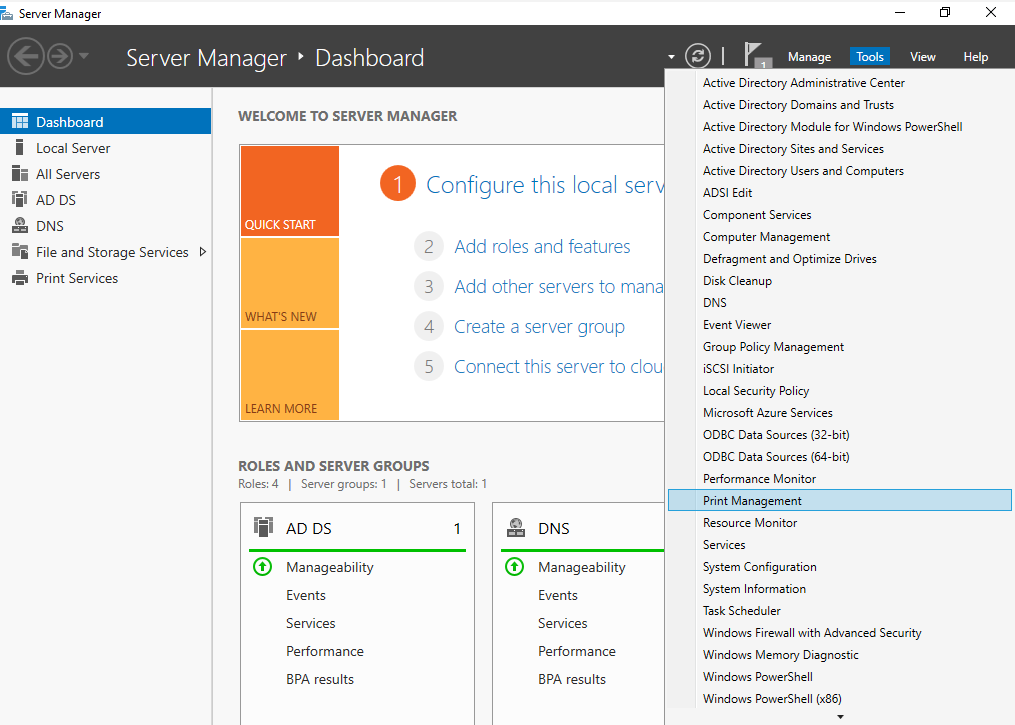 Server Manager
Server Manager ‣ Dashboard
1
Manage
Tools
View
Help
Dashboard
Local Server
All Servers
AD DS
DNS
File and Storage Services
Print Services
WELCOME TO SERVER MANAGER
QUICK START
WHAT'S NEW
LEARN MORE
1 Configure this local serv
2 Add roles and features
3 Add other servers to mana
4 Create a server group
5 Connect this server to clou
ROLES AND SERVER GROUPS
Roles: 4 | Server groups: 1 | Servers total: 1
AD DS 1
Manageability
Events
Services
Performance
BPA results
DNS
Manageability
Events
Services
Performance
BPA results
Active Directory Administrative Center
Active Directory Domains and Trusts
Active Directory Module for Windows PowerShell
Active Directory Sites and Services
Active Directory Users and Computers
ADSI Edit
Component Services
Computer Management
Defragment and Optimize Drives
Disk Cleanup
DNS
Event Viewer
Group Policy Management
iSCSI Initiator
Local Security Policy
Microsoft Azure Services
ODBC Data Sources (32-bit)
ODBC Data Sources (64-bit)
Performance Monitor
Print Management
Resource Monitor
Services
System Configuration
System Information
Task Scheduler
Windows Firewall with Advanced Security
Windows Memory Diagnostic
Windows PowerShell
Windows PowerShell (x86)